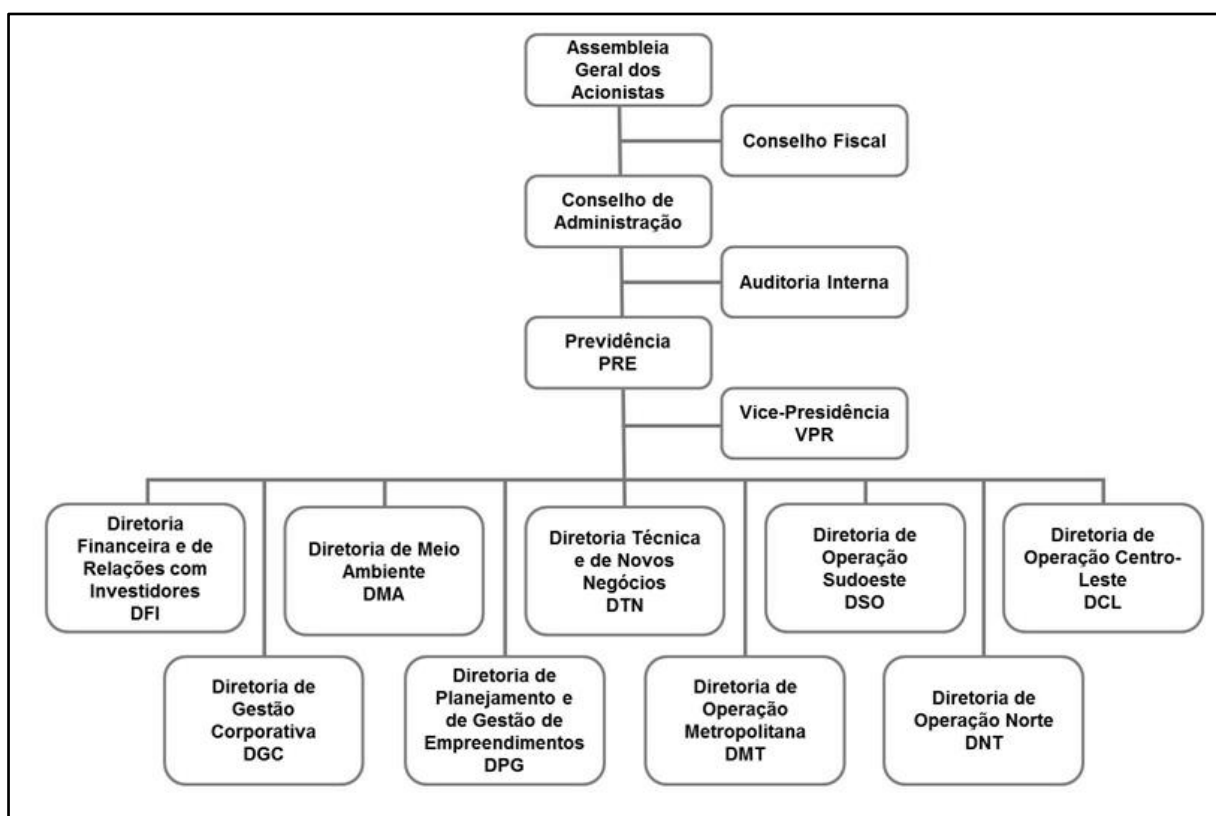 Assembleia
Geral dos
Acionistas
Conselho Fiscal
Conselho de
Administração
Auditoria Interna
Previdência
PRE
Vice-Presidência
VPR
Diretoria
Financeira e de
Relações com
Investidores
DFI
Diretoria de Meio
Ambiente
DMA
Diretoria Técnica
e de Novos
Negócios
DTN
Diretoria de
Operação
Sudoeste
DSO
Diretoria de
Operação Centro-
Leste
DCL
Diretoria de
Gestão
Corporativa
DGC
Diretoria de
Planejamento e
de Gestão de
Empreendimentos
DPG
Diretoria de
Operação
Metropolitana
DMT
Diretoria de
Operação Norte
DNT